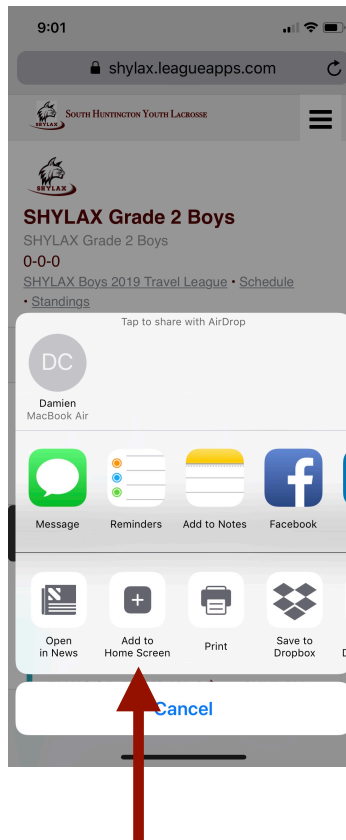 9:01
shylax.leagueapps.com
SHYLAX
South Huntington Youth Lacrosse
SHYLAX
SHYLAX Grade 2 Boys
SHYLAX Grade 2 Boys
0-0-0
SHYLAX Boys 2019 Travel League • Schedule
• Standings
Tap to share with AirDrop
DC
Damien
MacBook Air
Message
Reminders
Add to Notes
Facebook
Open
in News
Add to
Home Screen
Print
Save to
Dropbox
Cancel